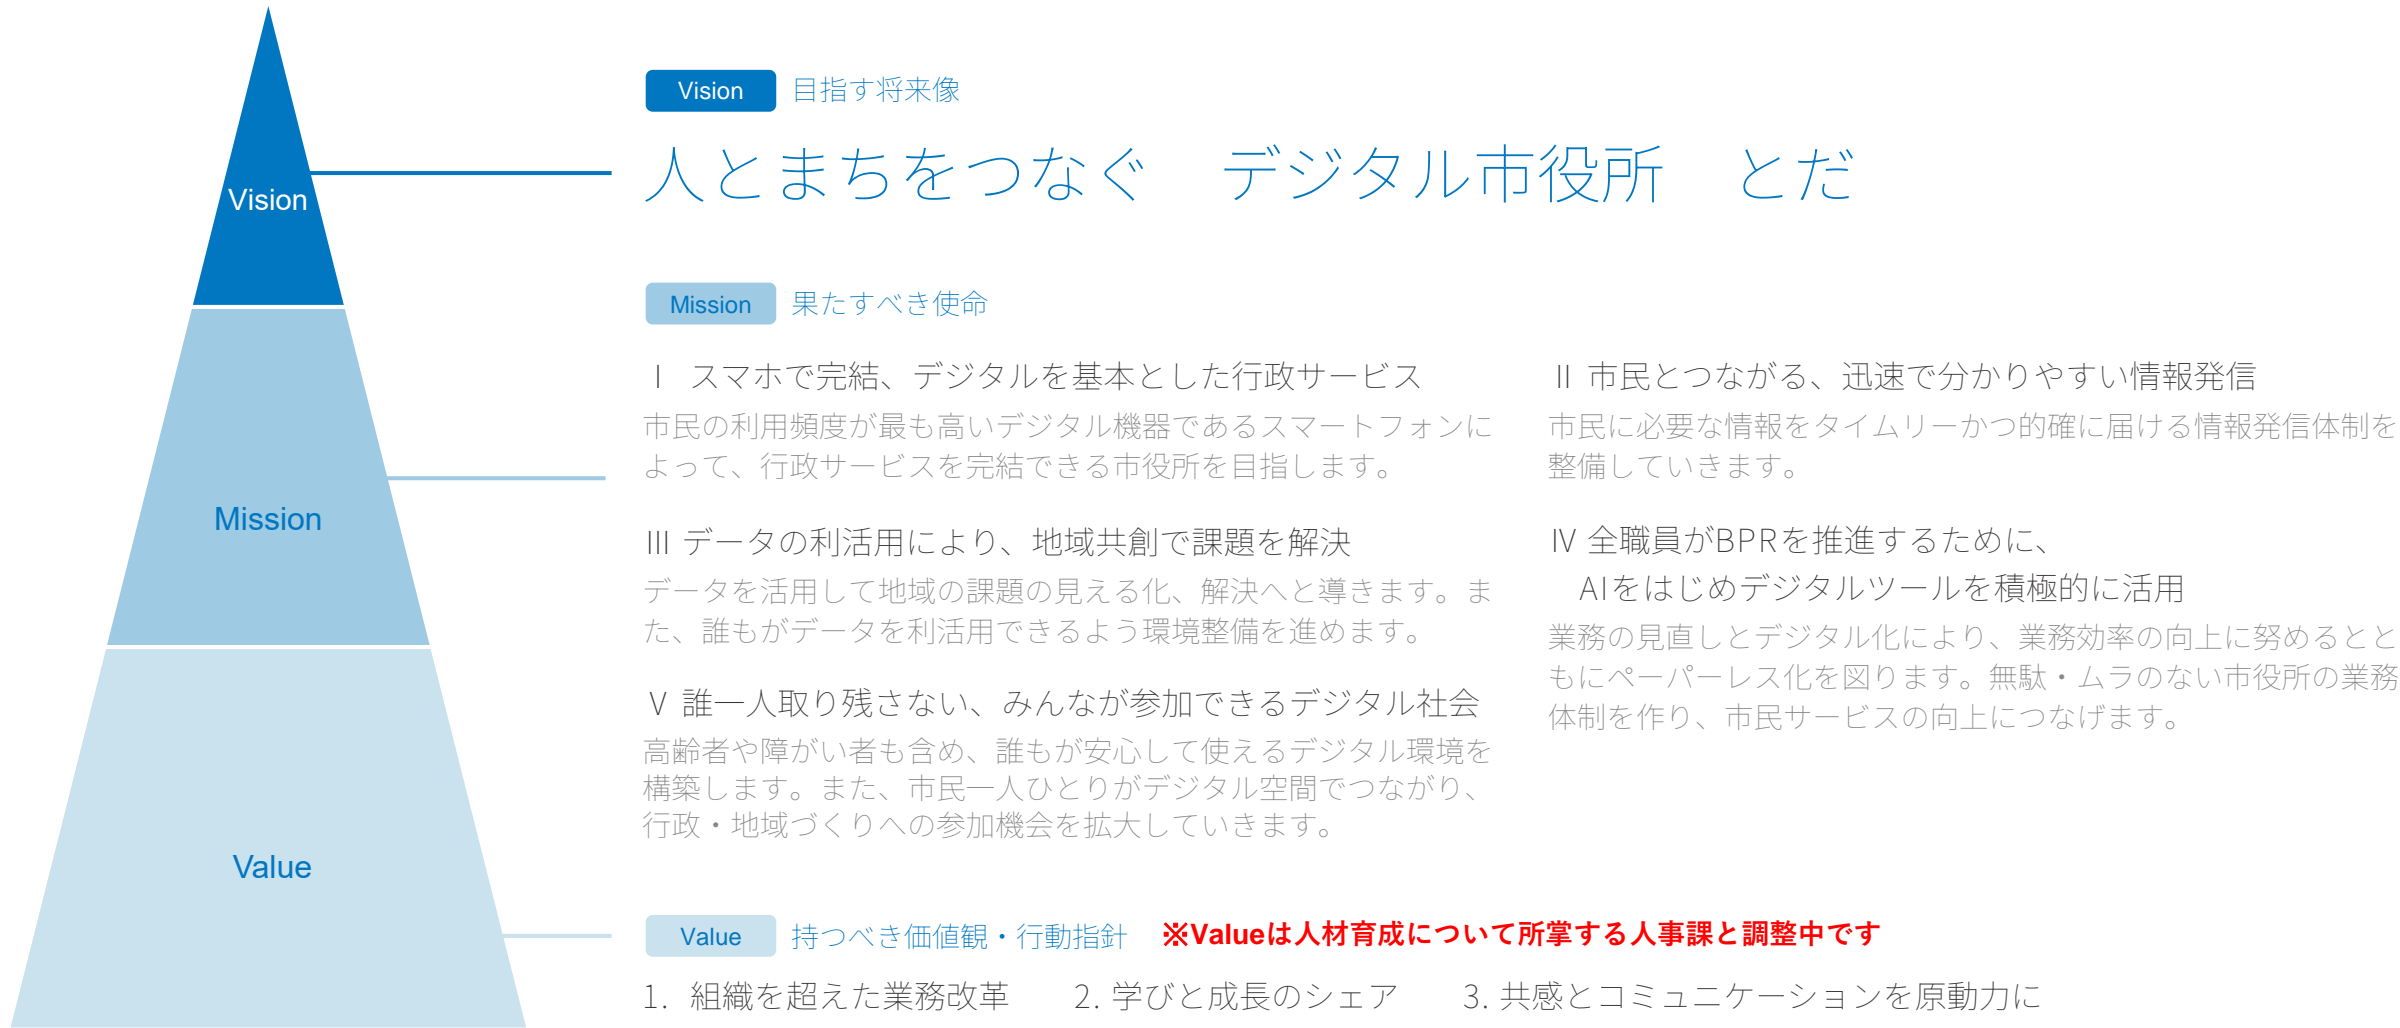 Vision
Mission
Value
Vision 目指す将来像
人とまちをつなぐ　デジタル市役所　とだ
Mission 果たすべき使命
Ⅰ スマホで完結、デジタルを基本とした行政サービス
市民の利用頻度が最も高いデジタル機器であるスマートフォンに
よって、行政サービスを完結できる市役所を目指します。
Ⅱ 市民とつながる、迅速で分かりやすい情報発信
市民に必要な情報をタイムリーかつ的確に届ける情報発信体制を
整備していきます。
Ⅲ データの利活用により、地域共創で課題を解決
データを活用して地域の課題の見える化、解決へと導きます。ま
た、誰もがデータを利活用できるよう環境整備を進めます。
Ⅳ 全職員がBPRを推進するために、
AIをはじめデジタルツールを積極的に活用
業務の見直しとデジタル化により、業務効率の向上に努めるとと
もにペーパーレス化を図ります。無駄・ムラのない市役所の業務
体制を作り、市民サービスの向上につなげます。
Ⅴ 誰一人取り残さない、みんなが参加できるデジタル社会
高齢者や障がい者も含め、誰もが安心して使えるデジタル環境を
構築します。また、市民一人ひとりがデジタル空間でつながり、
行政・地域づくりへの参加機会を拡大していきます。
Value 持つべき価値観・行動指針 ※Valueは人材育成について所掌する人事課と調整中です
1. 組織を超えた業務改革 2. 学びと成長のシェア 3. 共感とコミュニケーションを原動力に